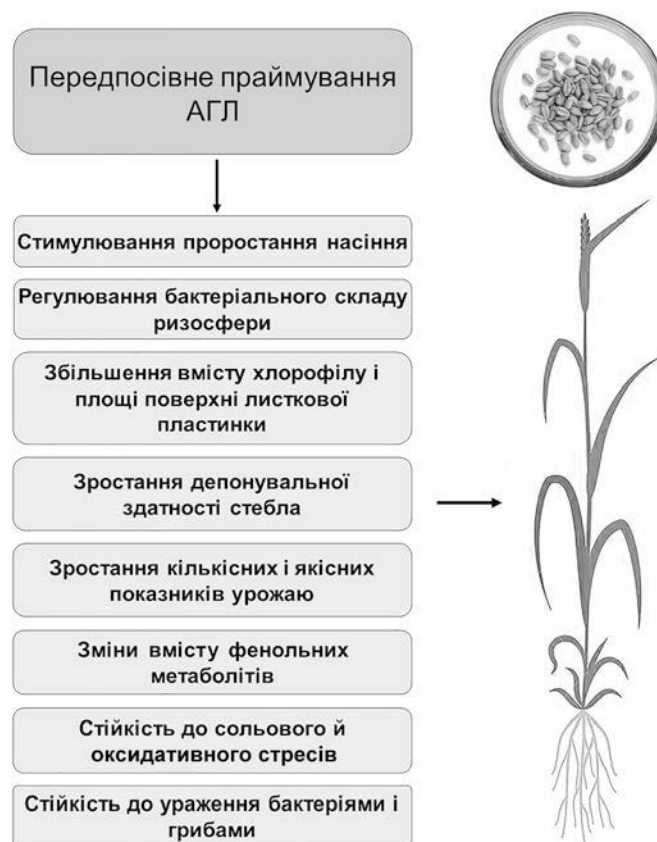 Передпосівне праймування
АГЛ
Стимулювання проростання насіння
Регулювання бактеріального складу
ризосфери
Збільшення вмісту хлорофілу і
площі поверхні листкової
пластинки
Зростання депонувальної
здатності стебла
Зростання кількісних і якісних
показників урожаю
Зміни вмісту фенольних
метаболітів
Стійкість до сольового й
оксидативного стресів
Стійкість до ураження бактеріями і
грибами